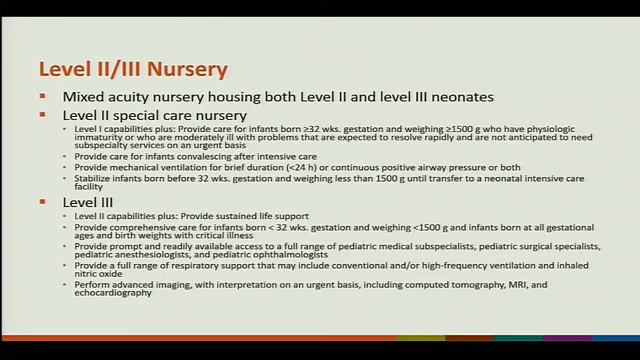 Level II/III Nursery
Mixed acuity nursery housing both Level II and level III neonates
Level II special care nursery
Level I capabilities plus: Provide care for infants born ≥32 wks. gestation and weighing ≥1500 g who have physiologic
immaturity or who are moderately ill with problems that are expected to resolve rapidly and are not anticipated to need
subspecialty services on an urgent basis
Provide care for infants convalescing after intensive care
Provide mechanical ventilation for brief duration (<24 h) or continuous positive airway pressure or both
Stabilize infants born before 32 wks. gestation and weighing less than 1500 g until transfer to a neonatal intensive care
facility
Level III
Level II capabilities plus: Provide sustained life support
Provide comprehensive care for infants born < 32 wks. gestation and weighing <1500 g and infants born at all gestational
ages and birth weights with critical illness
Provide prompt and readily available access to a full range of pediatric medical subspecialists, pediatric surgical specialists,
pediatric anesthesiologists, and pediatric ophthalmologists
Provide a full range of respiratory support that may include conventional and/or high-frequency ventilation and inhaled
nitric oxide
Perform advanced imaging, with interpretation on an urgent basis, including computed tomography, MRI, and
echocardiography